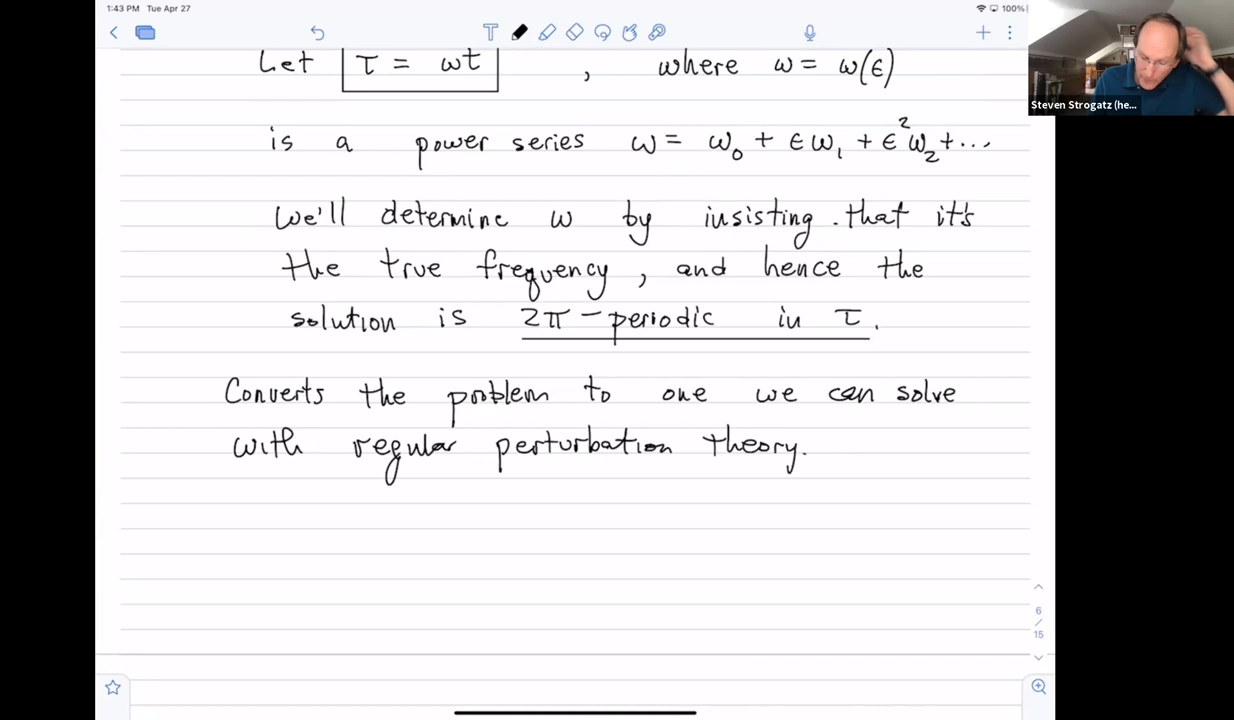 1:43 PM Tue Apr 27
100%
Let τ = ωt , where ω = ω(ϵ)
is a power series ω = ω₀ + ϵω₁ + ϵ²ω₂ + ...
We'll determine ω by insisting that it's
the true frequency, and hence the
solution is 2π-periodic in τ.
Converts the problem to one we can solve
with regular perturbation theory.
Steven Strogatz (he...
6
/
15